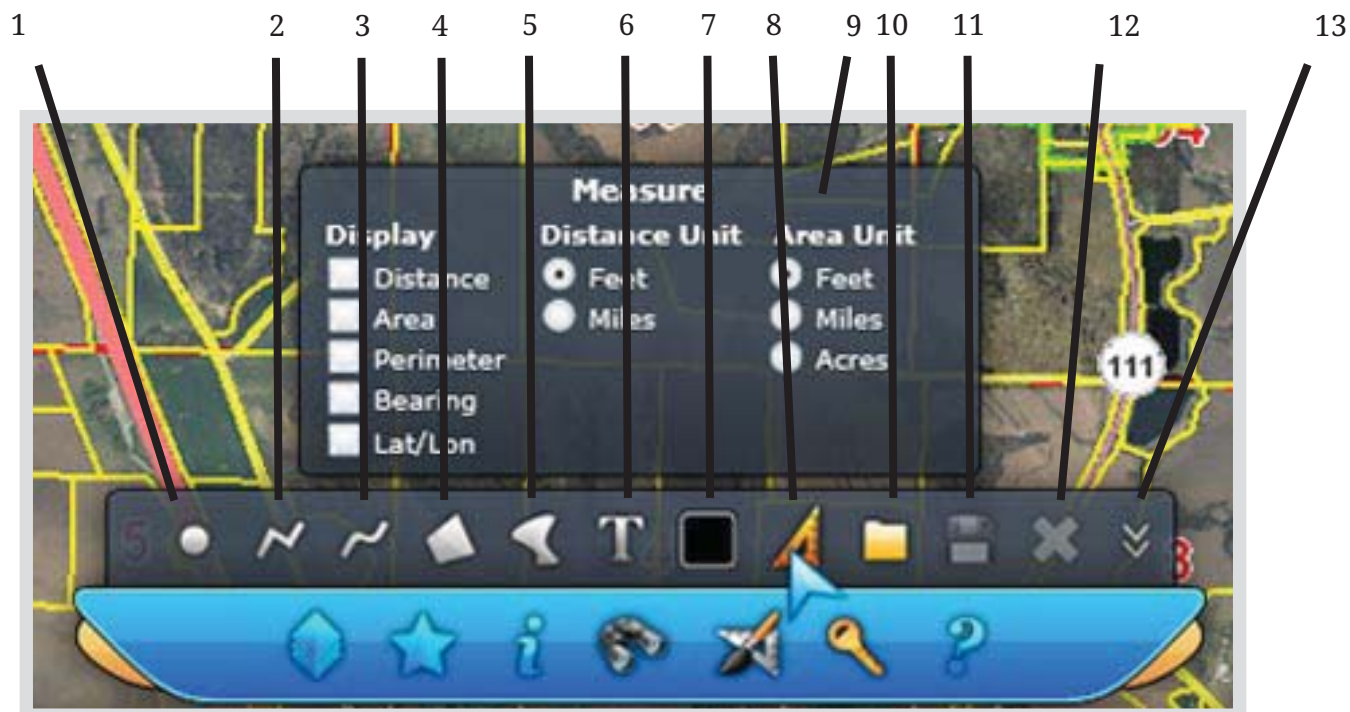 1 2 3 4 5 6 7 8 9 10 11 12 13
Measure
Display Distance Unit Area Unit
Distance Feet Feet
Area Miles Miles
Perimeter Acres
Bearing
Lat/Lon
111
5 T